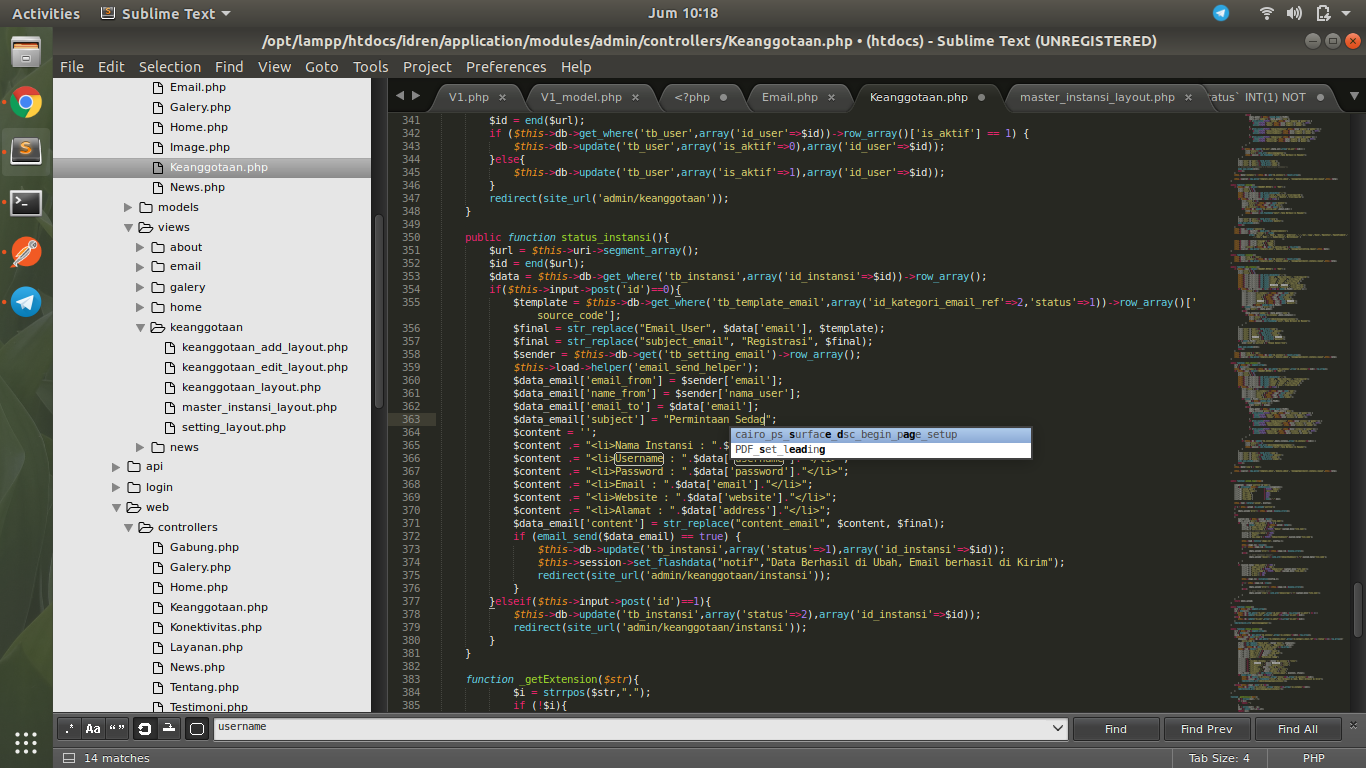 Activities
Sublime Text
Jum 10:18
/opt/lampp/htdocs/idren/application/modules/admin/controllers/Keanggotaan.php • (htdocs) - Sublime Text (UNREGISTERED)
File Edit Selection Find View Goto Tools Project Preferences Help
Email.php
Galery.php
Home.php
Image.php
Keanggotaan.php
News.php
models
views
about
email
galery
home
keanggotaan
keanggotaan_add_layout.php
keanggotaan_edit_layout.php
keanggotaan_layout.php
master_instansi_layout.php
setting_layout.php
news
api
login
web
controllers
Gabung.php
Galery.php
Home.php
Keanggotaan.php
Konektivitas.php
Layanan.php
News.php
Tentang.php
Testimoni.php
V1.php × V1_model.php × <?php Email.php × Keanggotaan.php master_instansi_layout.php × tatus` INT(1) NOT
341 $id = end($url);
342 if ($this->db->get_where('tb_user',array('id_user'=>$id))->row_array()['is_aktif'] == 1) {
343 $this->db->update('tb_user',array('is_aktif'=>0),array('id_user'=>$id));
344 }else{
345 $this->db->update('tb_user',array('is_aktif'=>1),array('id_user'=>$id));
346 }
347 redirect(site_url('admin/keanggotaan'));
348 }
349
350 public function status_instansi(){
351 $url = $this->uri->segment_array();
352 $id = end($url);
353 $data = $this->db->get_where('tb_instansi',array('id_instansi'=>$id))->row_array();
354 if($this->input->post('id')==0){
355 $template = $this->db->get_where('tb_template_email',array('id_kategori_email_ref'=>2,'status'=>1))->row_array()['
source_code'];
356 $final = str_replace("Email_User", $data['email'], $template);
357 $final = str_replace("subject_email", "Registrasi", $final);
358 $sender = $this->db->get('tb_setting_email')->row_array();
359 $this->load->helper('email_send_helper');
360 $data_email['email_from'] = $sender['email'];
361 $data_email['name_from'] = $sender['nama_user'];
362 $data_email['email_to'] = $data['email'];
363 $data_email['subject'] = "Permintaan Sedag";
cairo_ps_surface_dsc_begin_page_setup
PDF_set_leading
364 $content = '';
365 $content .= "<li>Nama Instansi : ".$
366 $content .= "<li>Username : ".$data['username']."</li>";
367 $content .= "<li>Password : ".$data['password']."</li>";
368 $content .= "<li>Email : ".$data['email']."</li>";
369 $content .= "<li>Website : ".$data['website']."</li>";
370 $content .= "<li>Alamat : ".$data['address']."</li>";
371 $data_email['content'] = str_replace("content_email", $content, $final);
372 if (email_send($data_email) == true) {
373 $this->db->update('tb_instansi',array('status'=>1),array('id_instansi'=>$id));
374 $this->session->set_flashdata("notif","Data Berhasil di Ubah, Email berhasil di Kirim");
375 redirect(site_url('admin/keanggotaan/instansi'));
376 }
377 }elseif($this->input->post('id')==1){
378 $this->db->update('tb_instansi',array('status'=>2),array('id_instansi'=>$id));
379 redirect(site_url('admin/keanggotaan/instansi'));
380 }
381 }
382
383 function _getExtension($str){
384 $i = strrpos($str,".");
385 if (!$i){
.* Aa “ ” username Find Find Prev Find All ×
14 matches Tab Size: 4 PHP